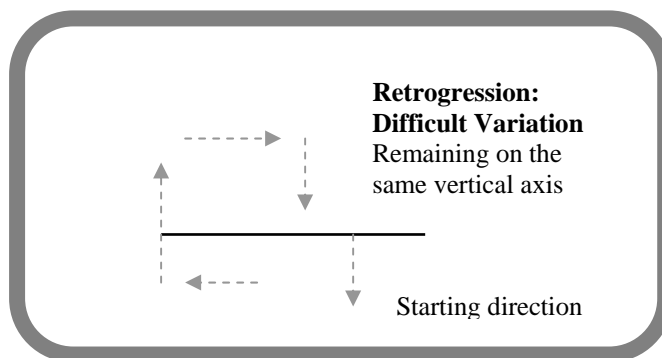 Retrogression:
Difficult Variation
Remaining on the
same vertical axis
Starting direction